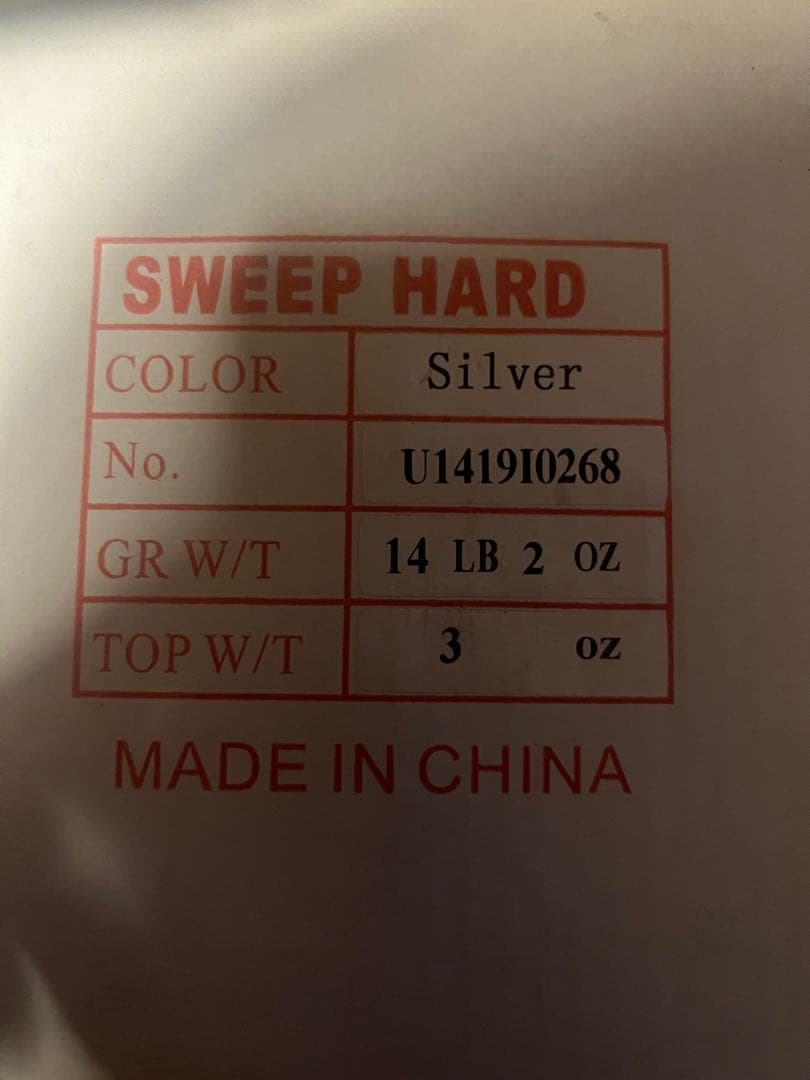 SWEEP HARD
COLOR Silver
No. U1419I0268
GR W/T 14 LB 2 OZ
TOP W/T 3 oz
MADE IN CHINA